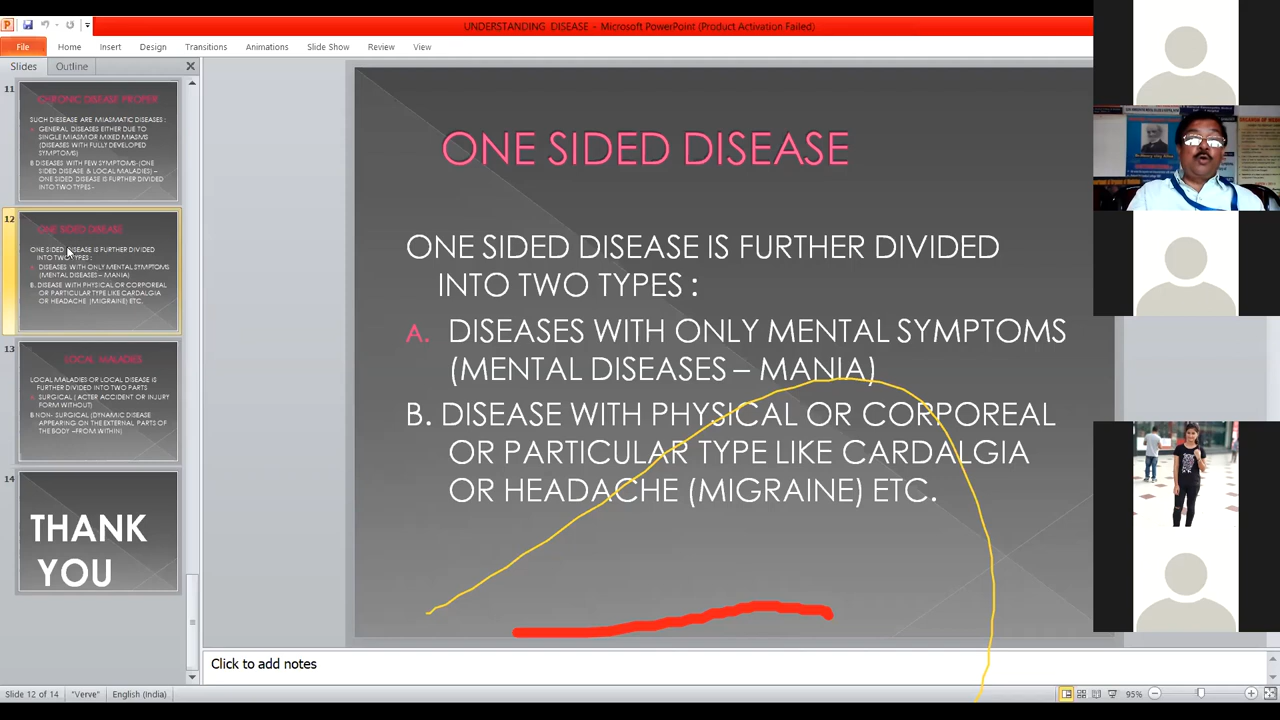 UNDERSTANDING DISEASE - Microsoft PowerPoint (Product Activation Failed)
File Home Insert Design Transitions Animations Slide Show Review View
Slides Outline
11
CHRONIC DISEASE PROPER
SUCH DIESEASE ARE MIASMATIC DISEASES :
A. GENERAL DISEASES EITHER DUE TO
SINGLE MIASM OR MIXED MIASM
(DISEASES WITH FULLY DEVELOPED
SYMPTOMS)
B DISEASES WITH FEW SYMPTOMS-(ONE
SIDED DISEASE & LOCAL MALADIES) –
ONE SIDED DISEASE IS FURTHER DIVIDED
INTO TWO TYPES -
12
ONE SIDED DISEASE
ONE SIDED DISEASE IS FURTHER DIVIDED
INTO TWO TYPES :
A. DISEASES WITH ONLY MENTAL SYMPTOMS
(MENTAL DISEASES – MANIA)
B. DISEASE WITH PHYSICAL OR CORPOREAL
OR PARTICULAR TYPE LIKE CARDALGIA
OR HEADACHE (MIGRAINE) ETC.
13
LOCAL MALADIES
LOCAL MALADIES OR LOCAL DISEASE IS
FURTHER DIVIDED INTO TWO PARTS
A. SURGICAL ( ACTER ACCIDENT OR INJURY
FORM WITHOUT)
B.NON- SURGICAL (DYNAMIC DISEASE
APPEARING ON THE EXTERNAL PARTS OF
THE BODY –FROM WITHIN)
14
THANK
YOU
ONE SIDED DISEASE
ONE SIDED DISEASE IS FURTHER DIVIDED
INTO TWO TYPES :
A. DISEASES WITH ONLY MENTAL SYMPTOMS
(MENTAL DISEASES – MANIA)
B. DISEASE WITH PHYSICAL OR CORPOREAL
OR PARTICULAR TYPE LIKE CARDALGIA
OR HEADACHE (MIGRAINE) ETC.
Click to add notes
Slide 12 of 14 "Verve" English (India) 95%